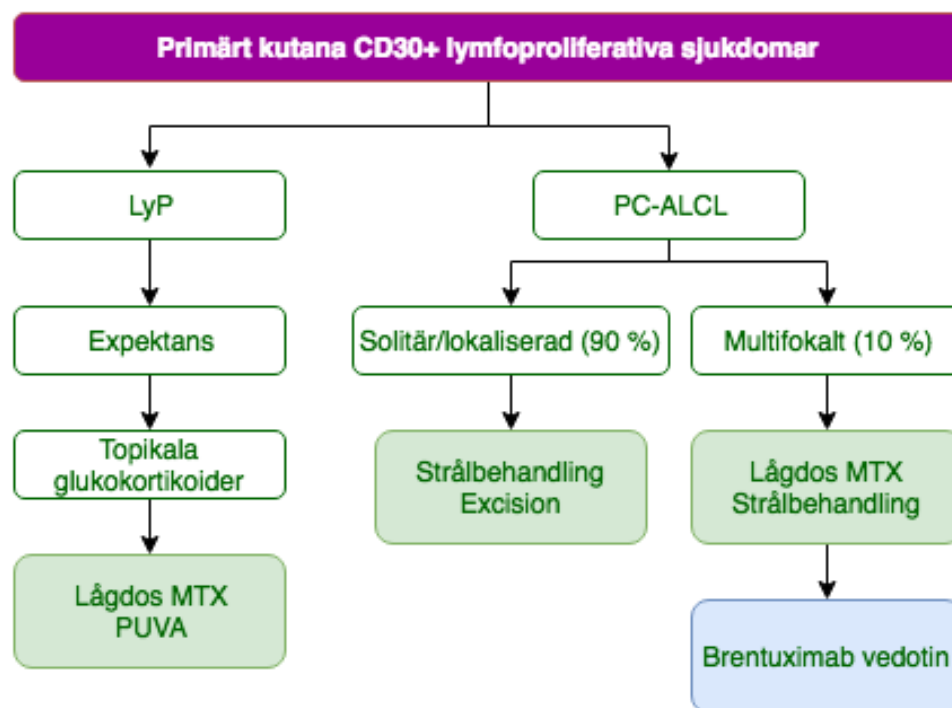 Primärt kutana CD30+ lymfoproliferativa sjukdomar
LyP
PC-ALCL
Expektans
Solitär/lokaliserad (90 %)
Multifokalt (10 %)
Topikala
glukokortikoider
Strålbehandling
Excision
Lågdos MTX
Strålbehandling
Lågdos MTX
PUVA
Brentuximab vedotin